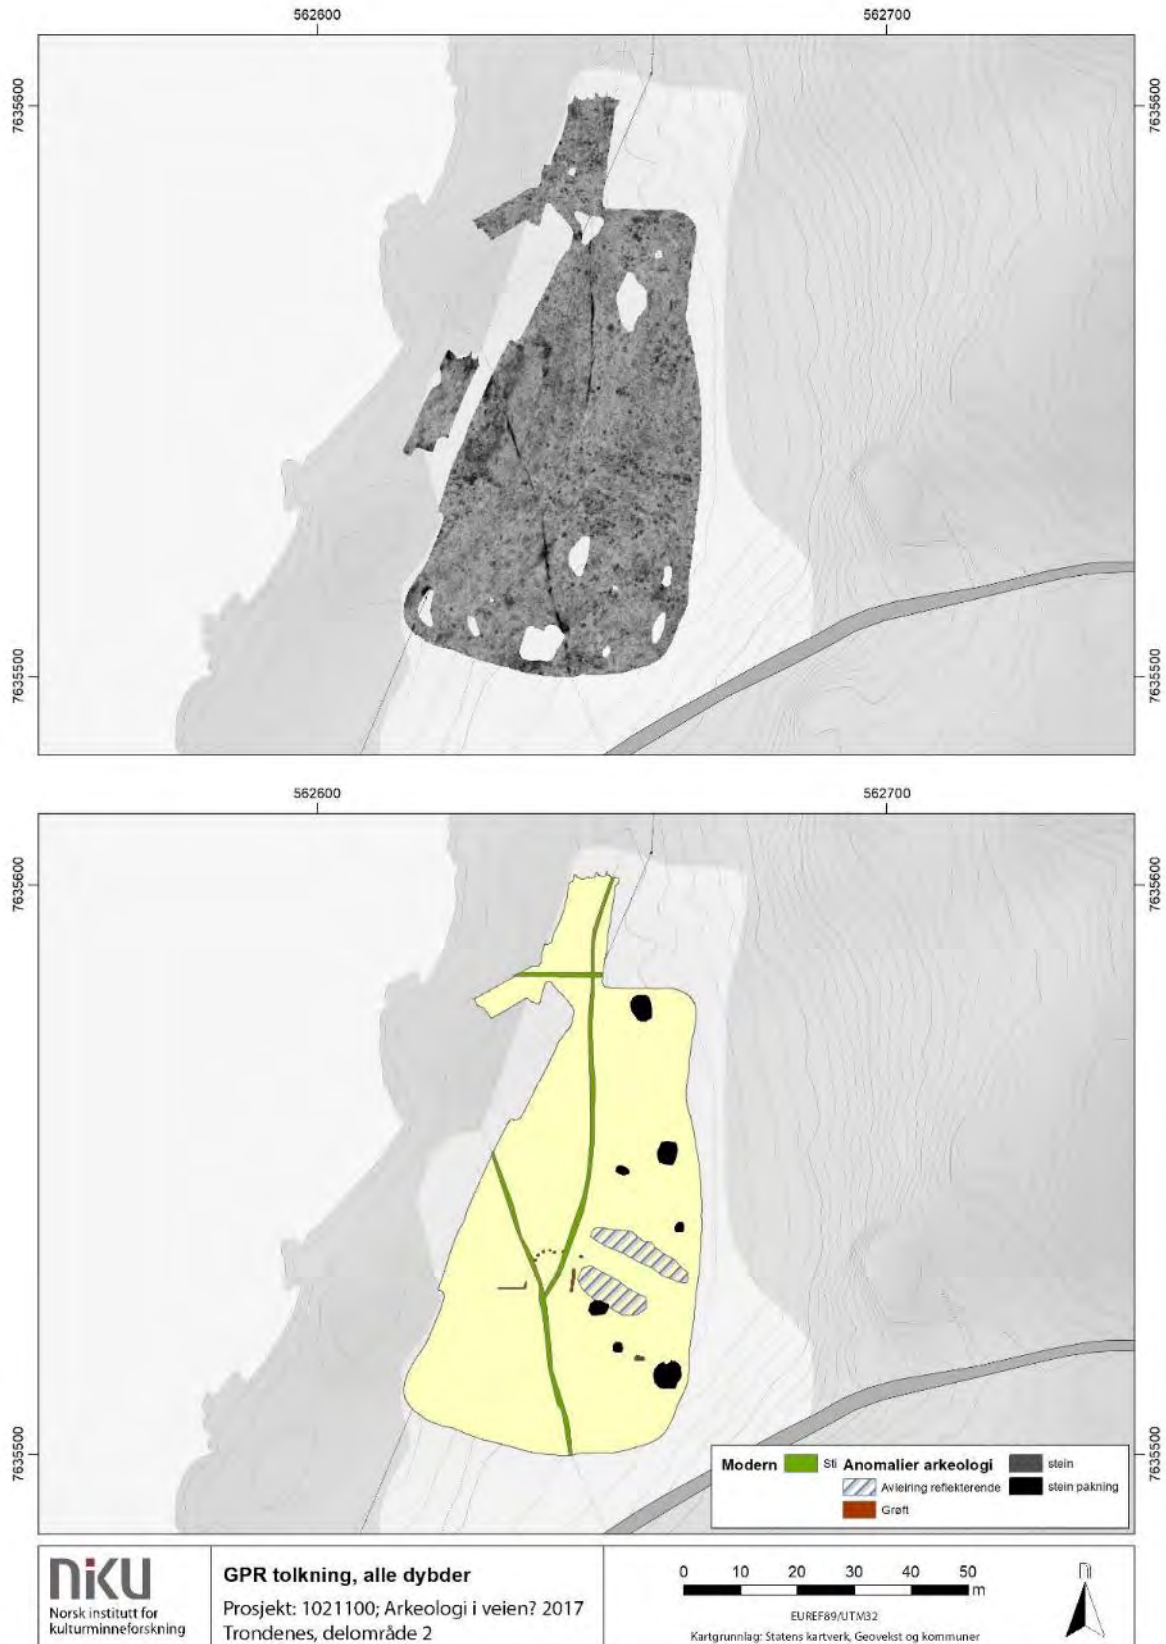 562600 562700
7635600 7635600
7635500 7635500
562600 562700
7635600 7635600
7635500 7635500
Modern Sti Anomalier arkeologi stein
Avleiring reflekterende stein pakning
Grøft
niku
Norsk institutt for
kulturminneforskning
GPR tolkning, alle dybder
Prosjekt: 1021100; Arkeologi i veien? 2017
Trondenes, delområde 2
0 10 20 30 40 50
m
EUREF89/UTM32
Kartgrunnlag: Statens kartverk, Geovekst og kommuner